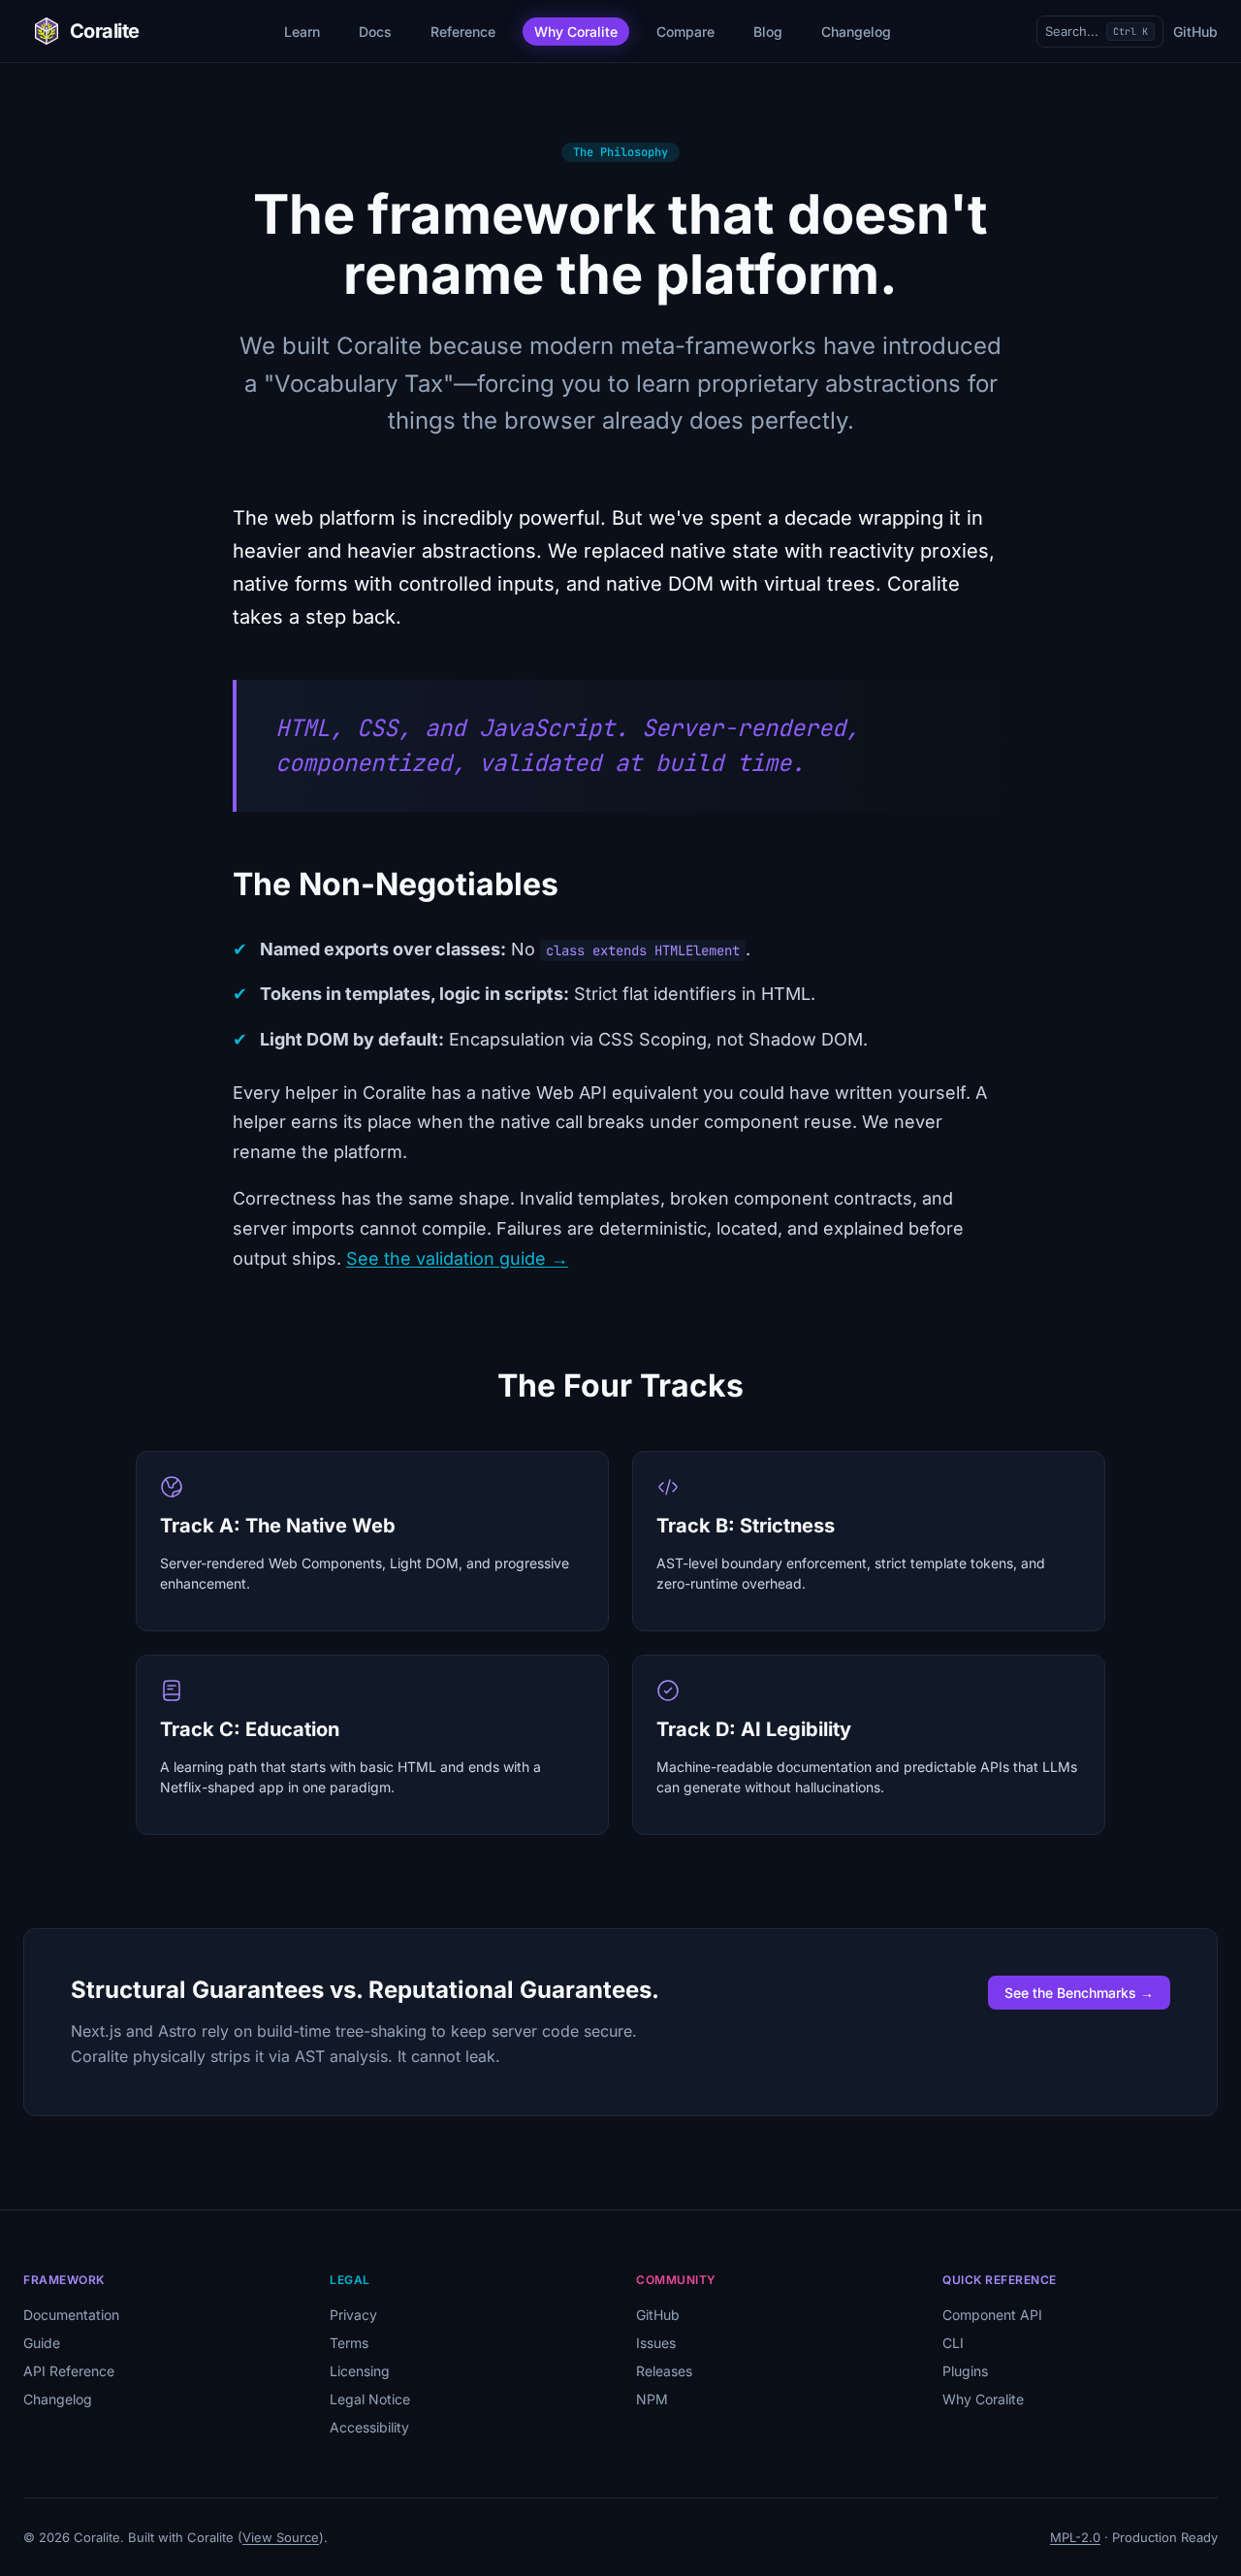 Coralite
Learn
Docs
Reference
Why Coralite
Compare
Blog
Changelog
Search...
Ctrl K
GitHub
The Philosophy
The framework that doesn't
rename the platform.
We built Coralite because modern meta-frameworks have introduced
a "Vocabulary Tax"—forcing you to learn proprietary abstractions for
things the browser already does perfectly.
The web platform is incredibly powerful. But we've spent a decade wrapping it in
heavier and heavier abstractions. We replaced native state with reactivity proxies,
native forms with controlled inputs, and native DOM with virtual trees. Coralite
takes a step back.
HTML, CSS, and JavaScript. Server-rendered,
componentized, validated at build time.
The Non-Negotiables
✔ Named exports over classes: No class extends HTMLElement.
✔ Tokens in templates, logic in scripts: Strict flat identifiers in HTML.
✔ Light DOM by default: Encapsulation via CSS Scoping, not Shadow DOM.
Every helper in Coralite has a native Web API equivalent you could have written yourself. A
helper earns its place when the native call breaks under component reuse. We never
rename the platform.
Correctness has the same shape. Invalid templates, broken component contracts, and
server imports cannot compile. Failures are deterministic, located, and explained before
output ships. See the validation guide →
The Four Tracks
Track A: The Native Web
Server-rendered Web Components, Light DOM, and progressive
enhancement.
Track B: Strictness
AST-level boundary enforcement, strict template tokens, and
zero-runtime overhead.
Track C: Education
A learning path that starts with basic HTML and ends with a
Netflix-shaped app in one paradigm.
Track D: AI Legibility
Machine-readable documentation and predictable APIs that LLMs
can generate without hallucinations.
Structural Guarantees vs. Reputational Guarantees.
Next.js and Astro rely on build-time tree-shaking to keep server code secure.
Coralite physically strips it via AST analysis. It cannot leak.
See the Benchmarks →
FRAMEWORK
Documentation
Guide
API Reference
Changelog
LEGAL
Privacy
Terms
Licensing
Legal Notice
Accessibility
COMMUNITY
GitHub
Issues
Releases
NPM
QUICK REFERENCE
Component API
CLI
Plugins
Why Coralite
© 2026 Coralite. Built with Coralite (View Source).
MPL-2.0 · Production Ready